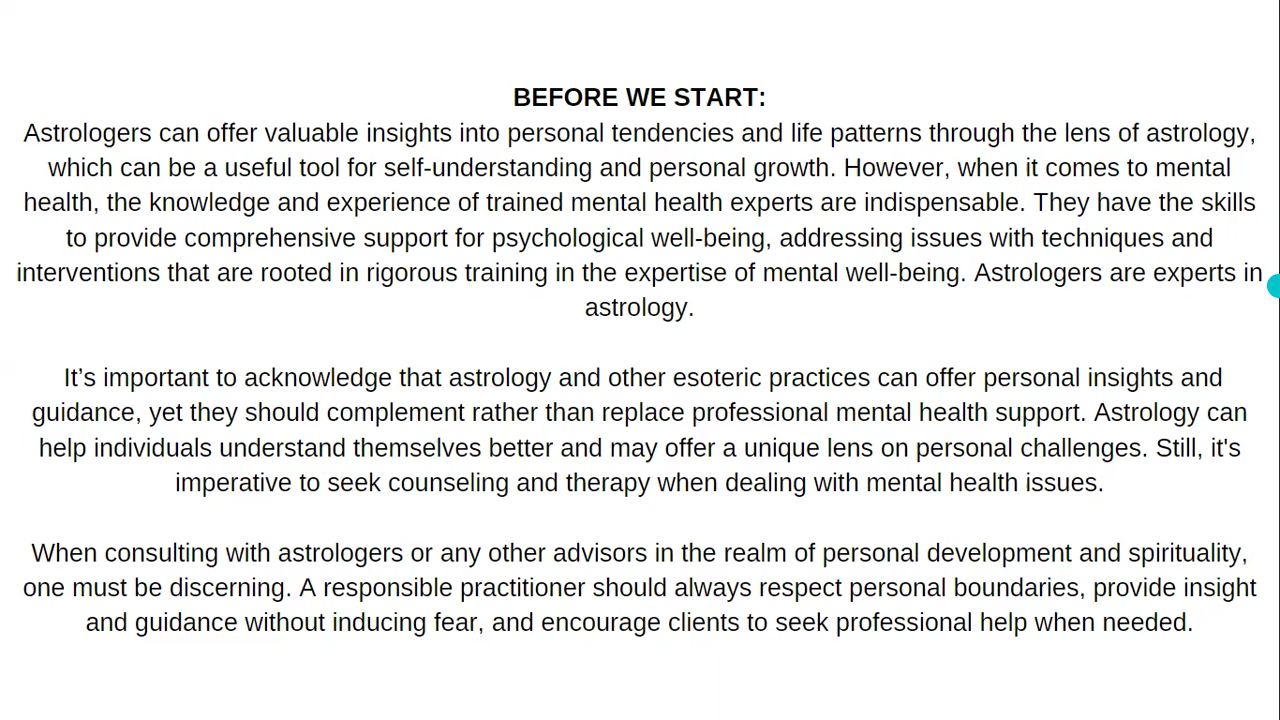 BEFORE WE START:
Astrologers can offer valuable insights into personal tendencies and life patterns through the lens of astrology,
which can be a useful tool for self-understanding and personal growth. However, when it comes to mental
health, the knowledge and experience of trained mental health experts are indispensable. They have the skills
to provide comprehensive support for psychological well-being, addressing issues with techniques and
interventions that are rooted in rigorous training in the expertise of mental well-being. Astrologers are experts in
astrology.
It’s important to acknowledge that astrology and other esoteric practices can offer personal insights and
guidance, yet they should complement rather than replace professional mental health support. Astrology can
help individuals understand themselves better and may offer a unique lens on personal challenges. Still, it's
imperative to seek counseling and therapy when dealing with mental health issues.
When consulting with astrologers or any other advisors in the realm of personal development and spirituality,
one must be discerning. A responsible practitioner should always respect personal boundaries, provide insight
and guidance without inducing fear, and encourage clients to seek professional help when needed.